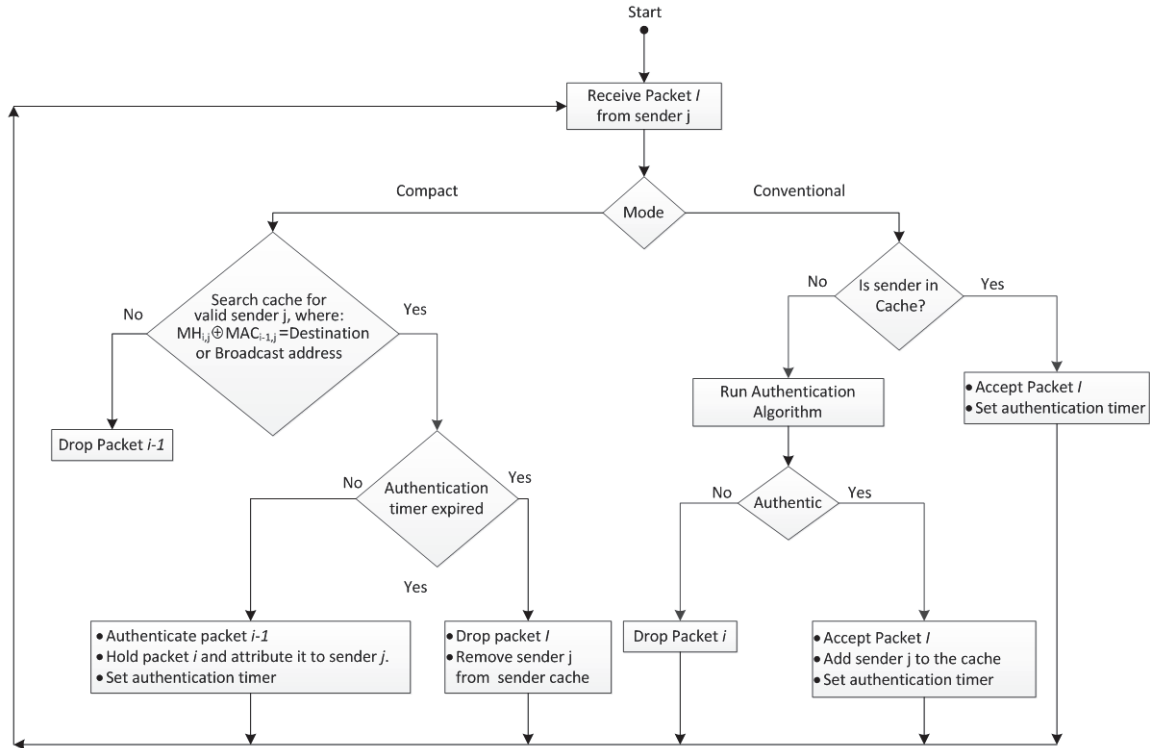 Start
Receive Packet I
from sender j
Compact
Conventional
Mode
No
Search cache for
valid sender j, where:
MHi,j⊕MACi-1,j=Destination
or Broadcast address
Yes
No
Is sender in
Cache?
Yes
Drop Packet i-1
Run Authentication
Algorithm
● Accept Packet I
● Set authentication timer
No
Authentication
timer expired
Yes
No
Authentic
Yes
Yes
● Authenticate packet i-1
● Hold packet i and attribute it to sender j.
● Set authentication timer
● Drop packet I
● Remove sender j
from sender cache
Drop Packet i
● Accept Packet I
● Add sender j to the cache
● Set authentication timer